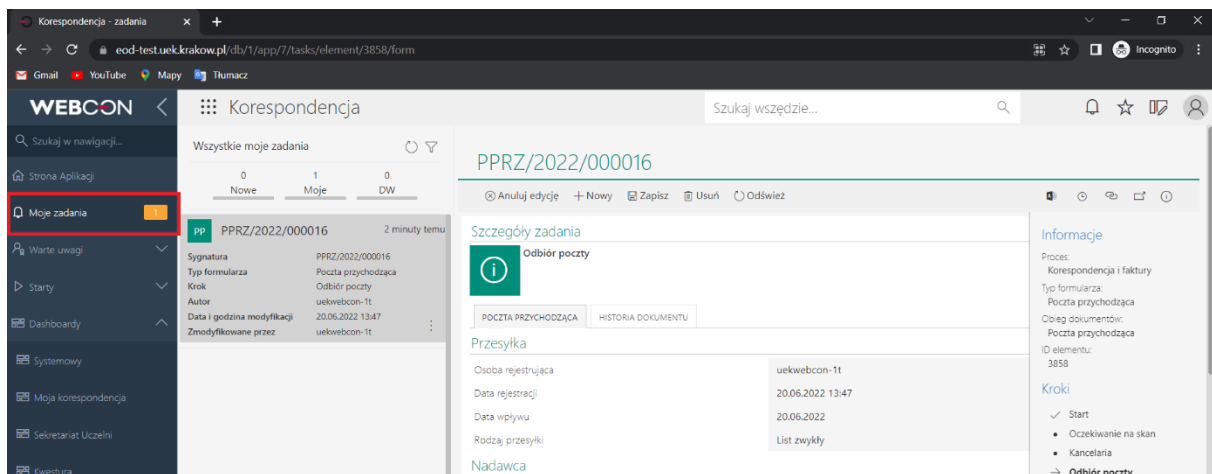 Korespondencja - zadania
eod-test.uek.krakow.pl/db/1/app/7/tasks/element/3858/form
Incognito
Gmail YouTube Mapy Tłumacz
WEBCON
Korespondencja
Szukaj wszędzie...
Szukaj w nawigacji...
Strona Aplikacji
Moje zadania 1
Warte uwagi
Starty
Dashboardy
Systemowy
Moja korespondencja
Sekretariat Uczelni
Kwestura
Wszystkie moje zadania
0 1 0
Nowe Moje DW
PP PPRZ/2022/000016 2 minuty temu
Sygnatura PPRZ/2022/000016
Typ formularza Poczta przychodząca
Krok Odbiór poczty
Autor uekwebcon-1t
Data i godzina modyfikacji 20.06.2022 13:47
Zmodyfikowane przez uekwebcon-1t
PPRZ/2022/000016
Anuluj edycję Nowy Zapisz Usuń Odśwież
Szczegóły zadania
Odbiór poczty
POCZTA PRZYCHODZĄCA HISTORIA DOKUMENTU
Przesyłka
Osoba rejestrująca uekwebcon-1t
Data rejestracji 20.06.2022 13:47
Data wpływu 20.06.2022
Rodzaj przesyłki List zwykły
Nadawca
Informacje
Proces:
Korespondencja i faktury
Typ formularza:
Poczta przychodząca
Obieg dokumentów:
Poczta przychodząca
ID elementu:
3858
Kroki
Start
Oczekiwanie na skan
Kancelaria
Odbiór poczty